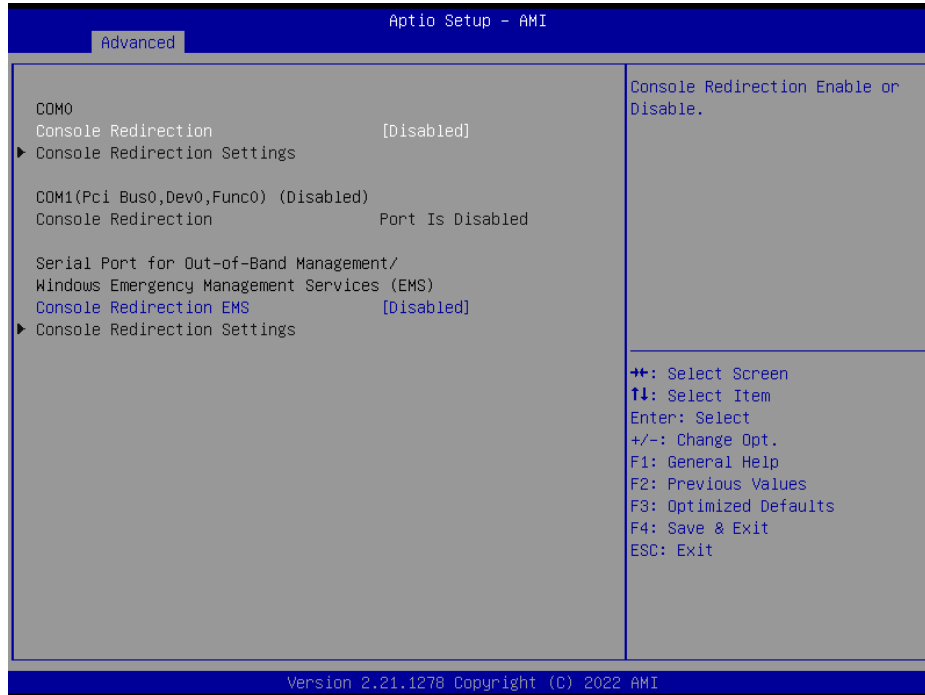 Aptio Setup – AMI
Advanced
COM0
Console Redirection [Disabled]
▶ Console Redirection Settings
COM1(Pci Bus0,Dev0,Func0) (Disabled)
Console Redirection Port Is Disabled
Serial Port for Out-of-Band Management/
Windows Emergency Management Services (EMS)
Console Redirection EMS [Disabled]
▶ Console Redirection Settings
Console Redirection Enable or
Disable.
→←: Select Screen
↑↓: Select Item
Enter: Select
+/-: Change Opt.
F1: General Help
F2: Previous Values
F3: Optimized Defaults
F4: Save & Exit
ESC: Exit
Version 2.21.1278 Copyright (C) 2022 AMI